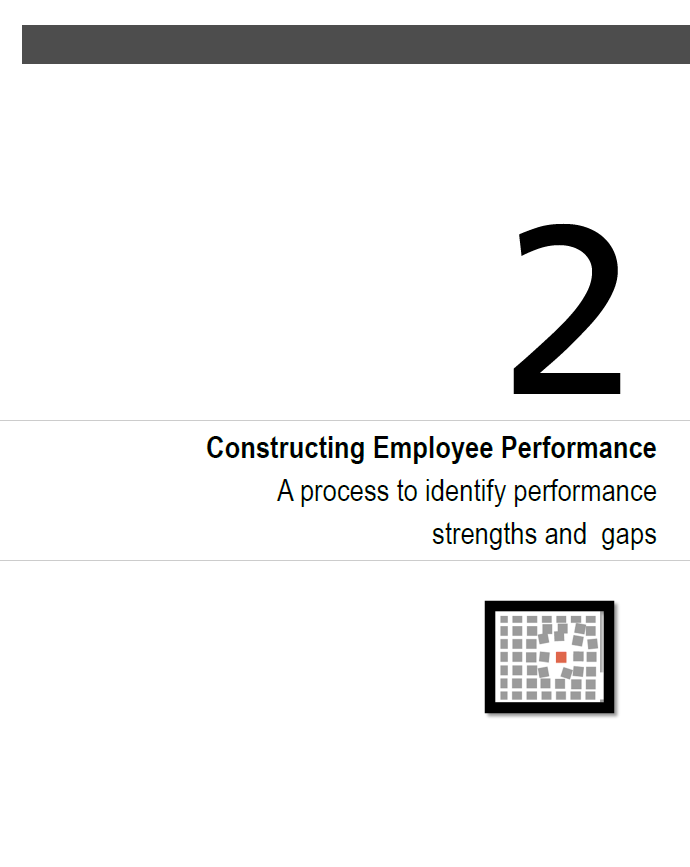 2
Constructing Employee Performance
A process to identify performance
strengths and  gaps